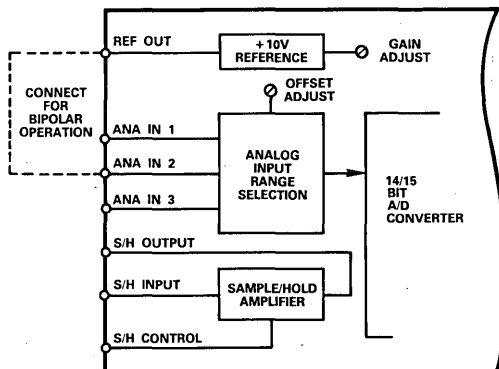 REF OUT
+10V
REFERENCE
GAIN
ADJUST
OFFSET
ADJUST
CONNECT
FOR
BIPOLAR
OPERATION
ANA IN 1
ANA IN 2
ANA IN 3
ANALOG
INPUT
RANGE
SELECTION
14/15
BIT
A/D
CONVERTER
S/H OUTPUT
S/H INPUT
SAMPLE/HOLD
AMPLIFIER
S/H CONTROL